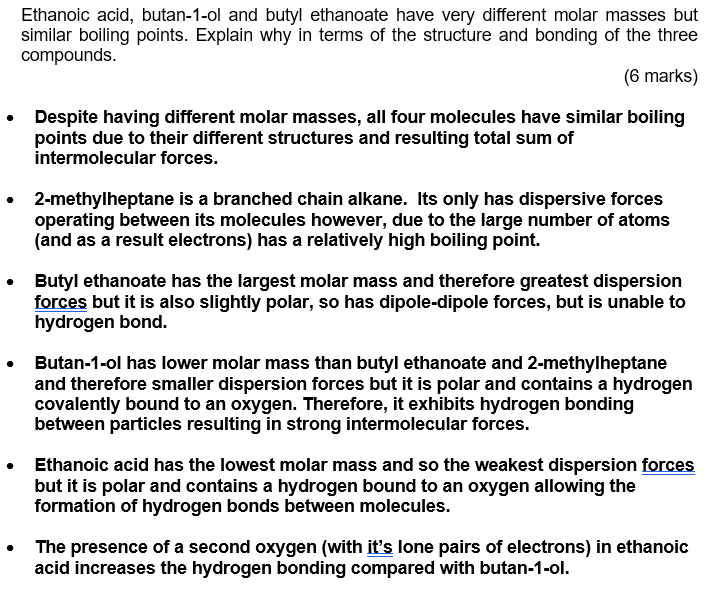 Ethanoic acid, butan-1-ol and butyl ethanoate have very different molar masses but
similar boiling points. Explain why in terms of the structure and bonding of the three
compounds.
(6 marks)
• Despite having different molar masses, all four molecules have similar boiling
points due to their different structures and resulting total sum of
intermolecular forces.
• 2-methylheptane is a branched chain alkane. Its only has dispersive forces
operating between its molecules however, due to the large number of atoms
(and as a result electrons) has a relatively high boiling point.
• Butyl ethanoate has the largest molar mass and therefore greatest dispersion
forces but it is also slightly polar, so has dipole-dipole forces, but is unable to
hydrogen bond.
• Butan-1-ol has lower molar mass than butyl ethanoate and 2-methylheptane
and therefore smaller dispersion forces but it is polar and contains a hydrogen
covalently bound to an oxygen. Therefore, it exhibits hydrogen bonding
between particles resulting in strong intermolecular forces.
• Ethanoic acid has the lowest molar mass and so the weakest dispersion forces
but it is polar and contains a hydrogen bound to an oxygen allowing the
formation of hydrogen bonds between molecules.
• The presence of a second oxygen (with it's lone pairs of electrons) in ethanoic
acid increases the hydrogen bonding compared with butan-1-ol.